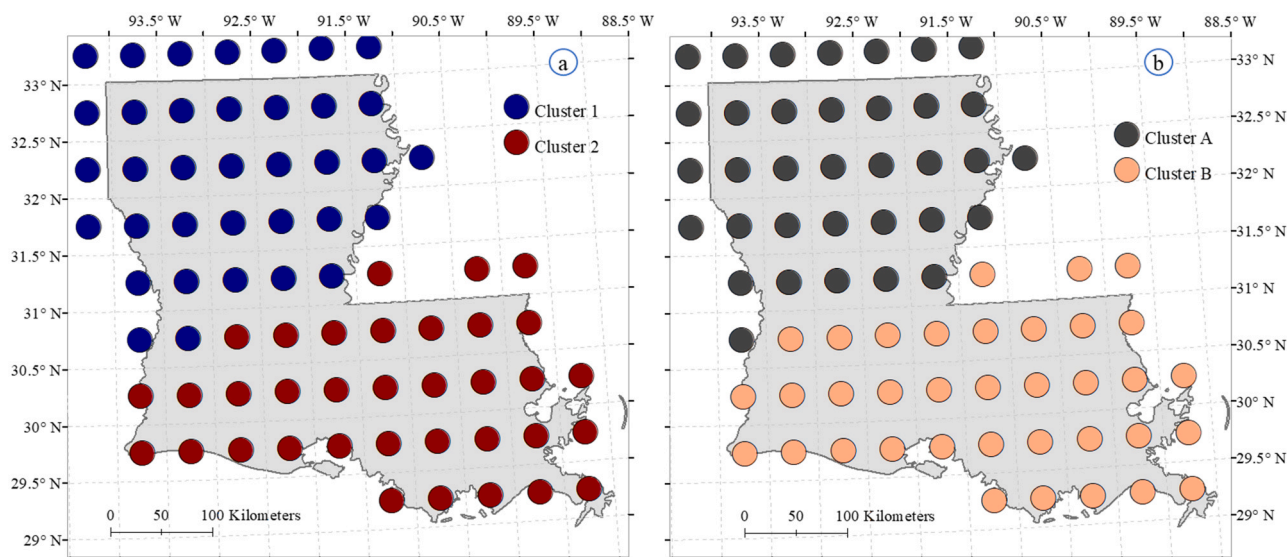 93.5° W 92.5° W 91.5° W 90.5° W 89.5° W 88.5° W
a
33° N
32.5° N
32° N
31.5° N
31° N
30.5° N
30° N
29.5° N
29° N
Cluster 1
Cluster 2
0 50 100 Kilometers
93.5° W 92.5° W 91.5° W 90.5° W 89.5° W 88.5° W
b
33° N
32.5° N
32° N
31.5° N
31° N
30.5° N
30° N
29.5° N
29° N
Cluster A
Cluster B
0 50 100 Kilometers